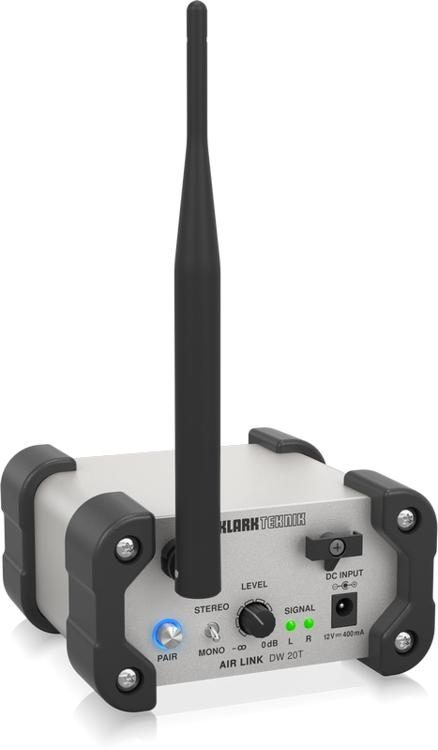 KLARK TEKNIK
DC INPUT
LEVEL
STEREO
SIGNAL
L
R
PAIR
MONO
-∞
0dB
12V⎓400mA
AIR LINK DW 20T